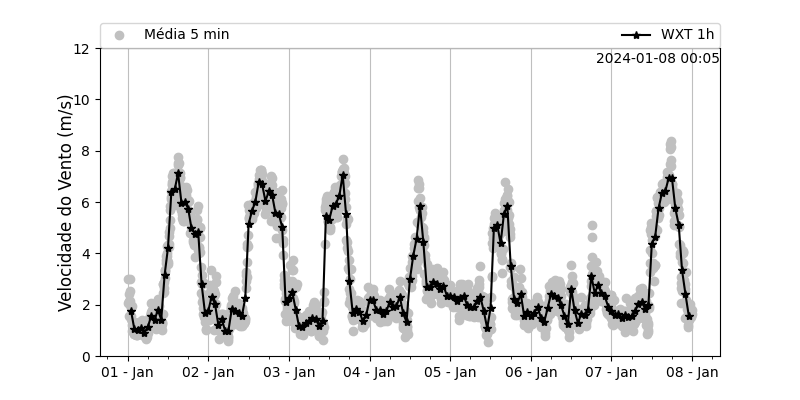 Média 5 min
WXT 1h
2024-01-08 00:05
Velocidade do Vento (m/s)
12
10
8
6
4
2
0
01 - Jan 02 - Jan 03 - Jan 04 - Jan 05 - Jan 06 - Jan 07 - Jan 08 - Jan